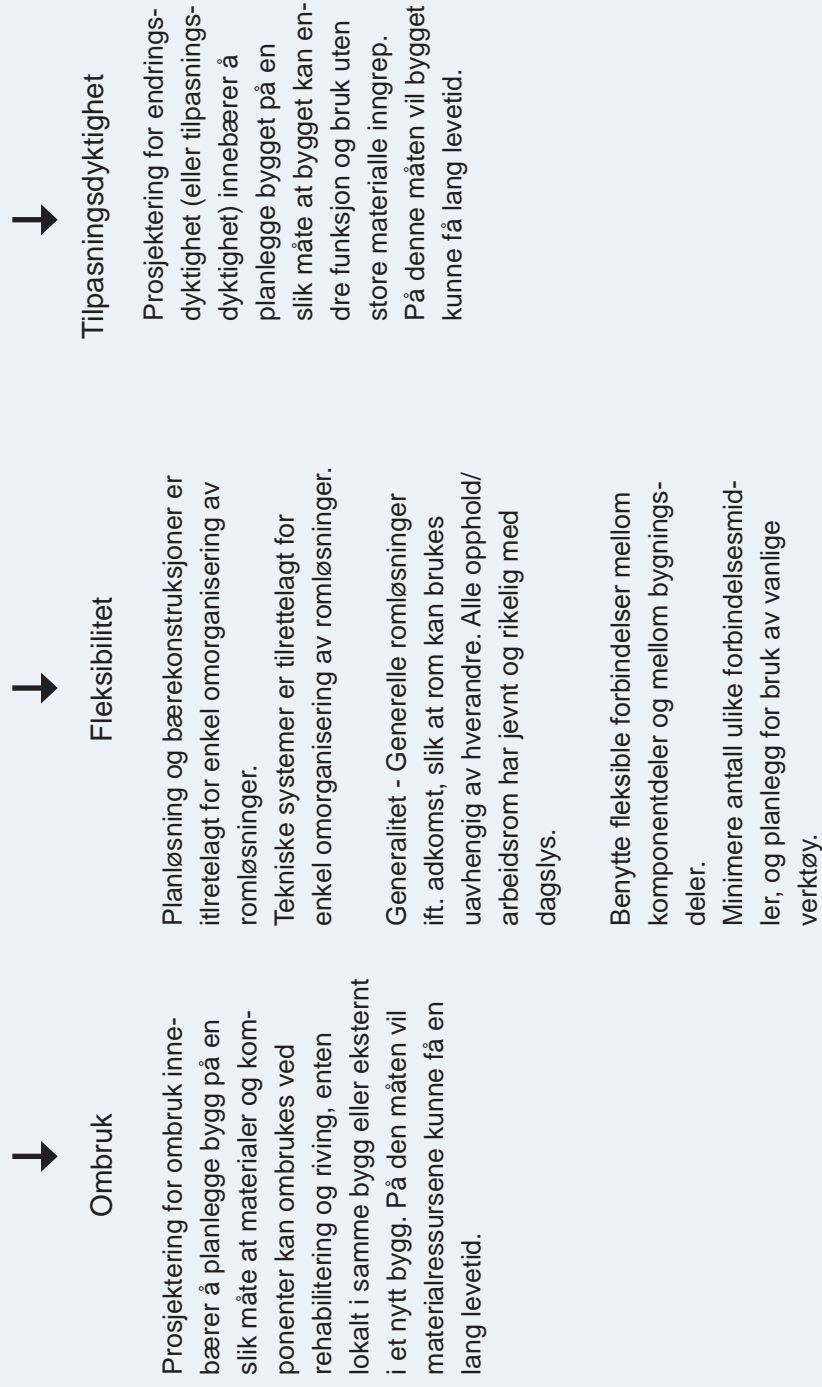 Ombruk
Prosjektering for ombruk inne-
bærer å planlegge bygg på en
slik måte at materialer og kom-
ponenter kan ombrukes ved
rehabilitering og riving, enten
lokalt i samme bygg eller eksternt
i et nytt bygg. På den måten vil
materialressursene kunne få en
lang levetid.
Fleksibilitet
Planløsning og bærekonstruksjoner er
itlretelagt for enkel omorganisering av
romløsninger.
Tekniske systemer er tilrettelagt for
enkel omorganisering av romløsninger.
Generalitet - Generelle romløsninger
ift. adkomst, slik at rom kan brukes
uavhengig av hverandre. Alle opphold/
arbeidsrom har jevnt og rikelig med
dagslys.
Benytte fleksible forbindelser mellom
komponentdeler og mellom bygnings-
deler.
Minimere antall ulike forbindelsesmid-
ler, og planlegg for bruk av vanlige
verktøy.
Tilpasningsdyktighet
Prosjektering for endrings-
dyktighet (eller tilpasnings-
dyktighet) innebærer å
planlegge bygget på en
slik måte at bygget kan en-
dre funksjon og bruk uten
store materialle inngrep.
På denne måten vil bygget
kunne få lang levetid.